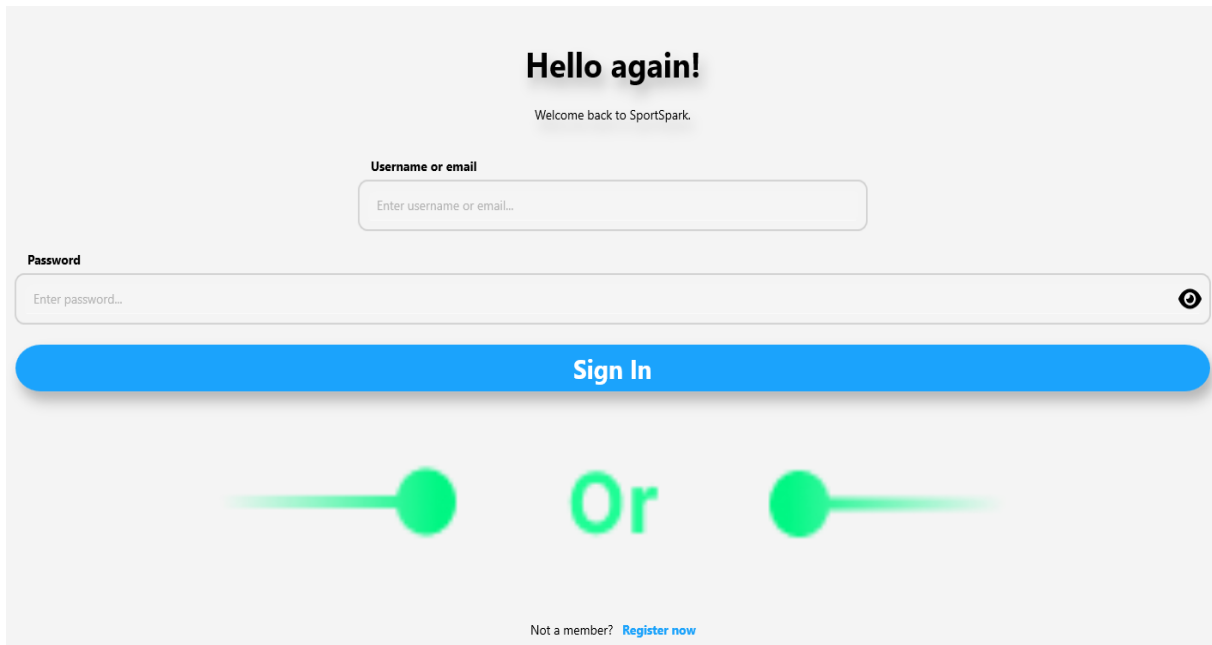 Hello again!
Welcome back to SportSpark.
Username or email
Enter username or email...
Password
Enter password...
Sign In
Or
Not a member? Register now